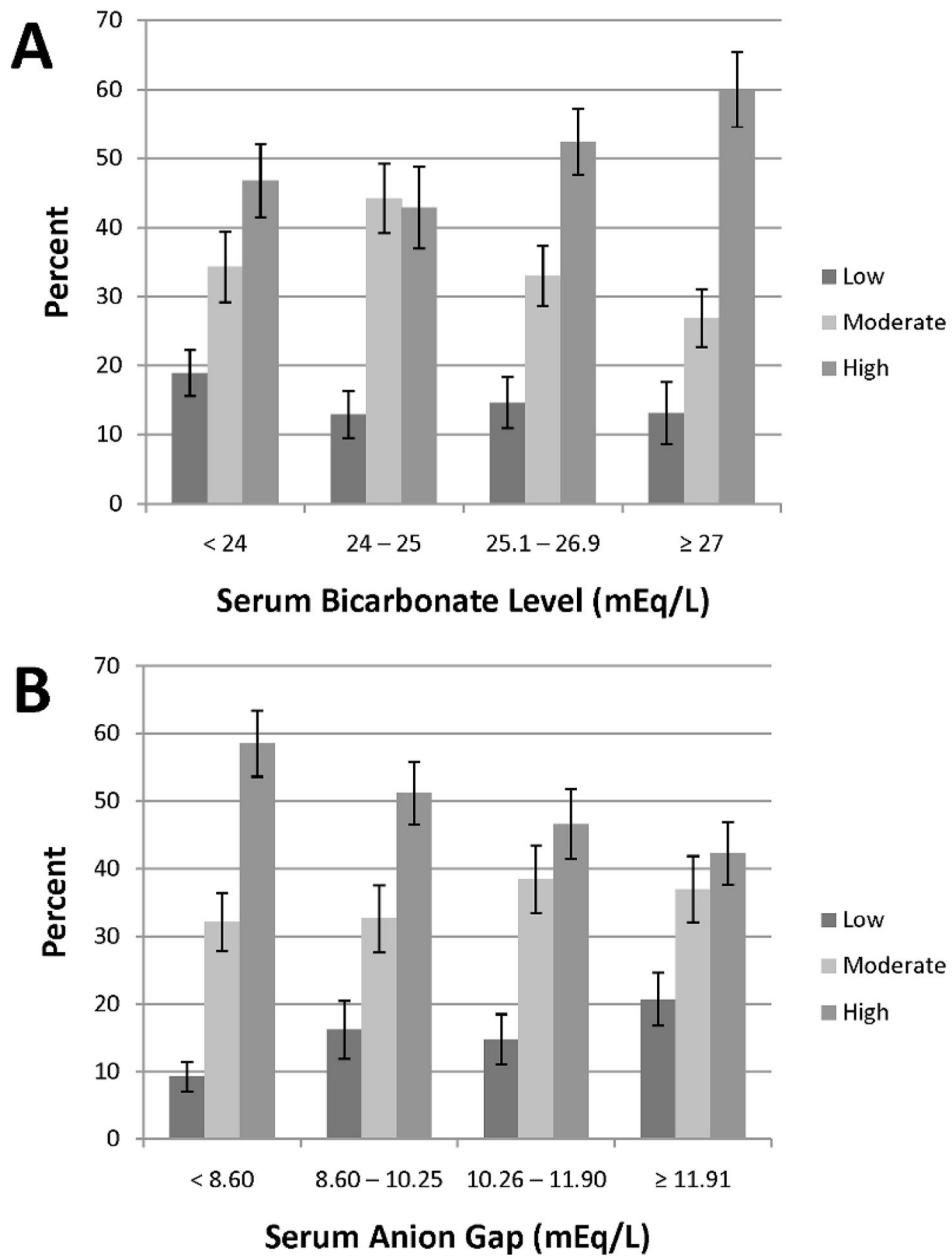 A
70
60
50
40
30
20
10
0
Percent
Low
Moderate
High
< 24 24 – 25 25.1 – 26.9 ≥ 27
Serum Bicarbonate Level (mEq/L)
B
70
60
50
40
30
20
10
0
Percent
Low
Moderate
High
< 8.60 8.60 – 10.25 10.26 – 11.90 ≥ 11.91
Serum Anion Gap (mEq/L)